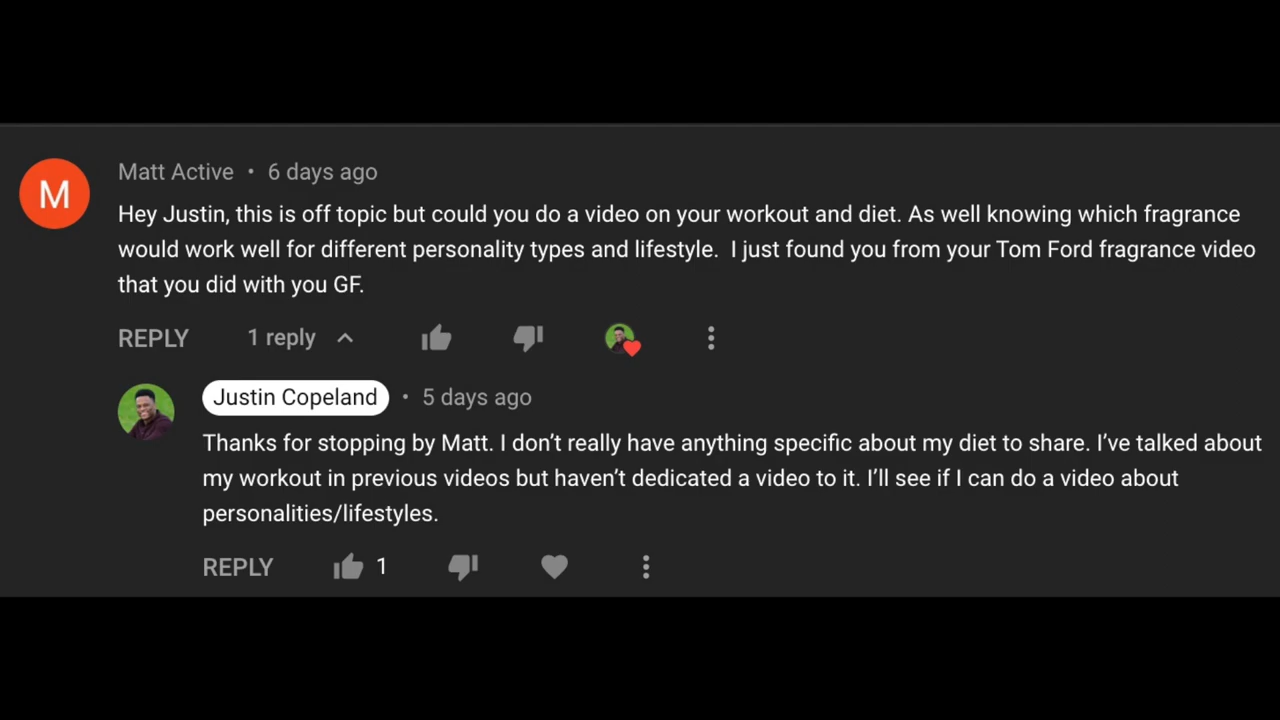 M
Matt Active • 6 days ago
Hey Justin, this is off topic but could you do a video on your workout and diet. As well knowing which fragrance
would work well for different personality types and lifestyle.  I just found you from your Tom Ford fragrance video
that you did with you GF.
REPLY 1 reply
Justin Copeland • 5 days ago
Thanks for stopping by Matt. I don’t really have anything specific about my diet to share. I’ve talked about
my workout in previous videos but haven’t dedicated a video to it. I’ll see if I can do a video about
personalities/lifestyles.
REPLY 1